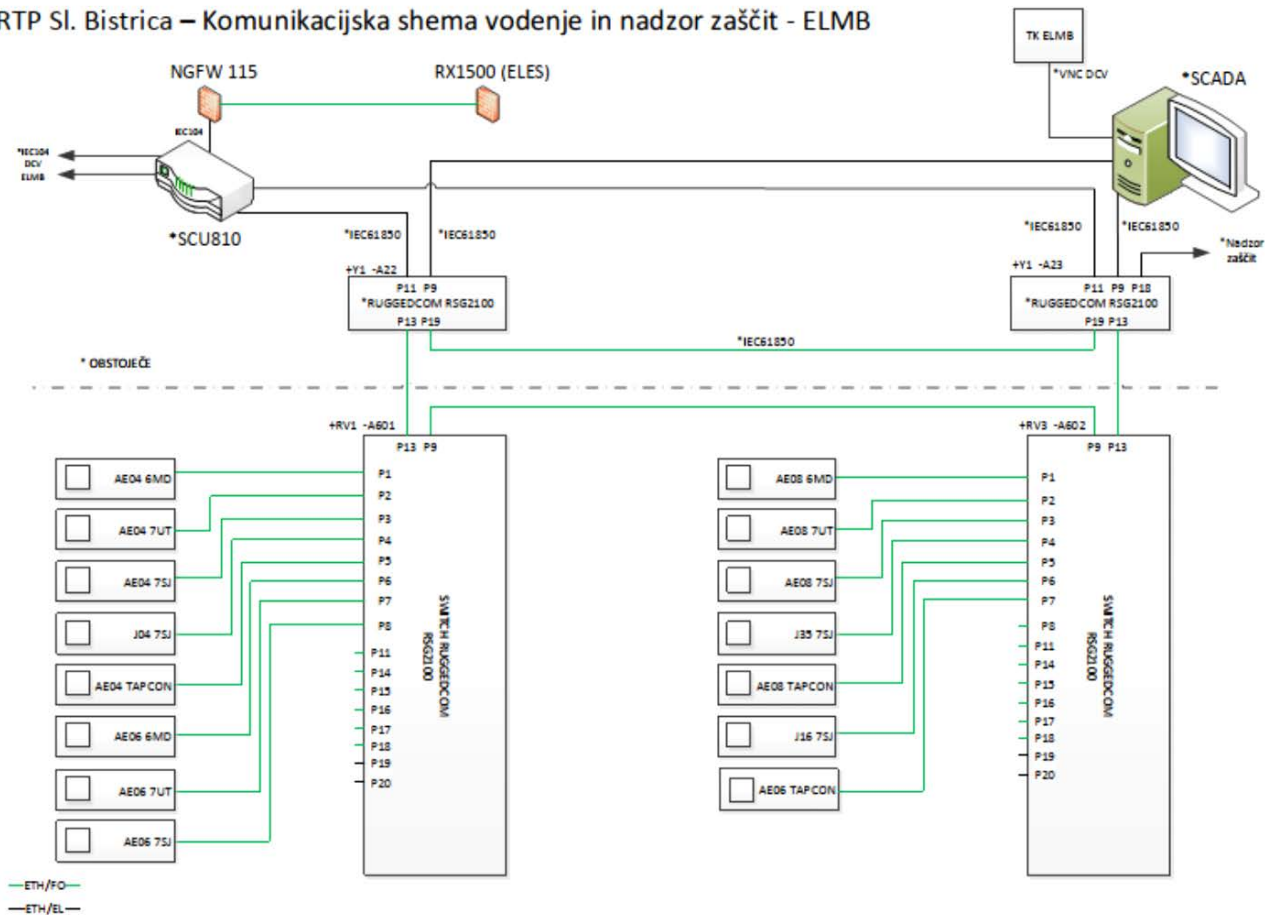 RTP Sl. Bistrica – Komunikacijska shema vodenje in nadzor zaščit - ELMB
TK ELMB
NGFW 115
RX1500 (ELES)
*VNC DCV
*SCADA
IEC104
*IEC104
DCV
ELMB
*SCU810
*IEC61850
*IEC61850
*IEC61850
*IEC61850
*Nadzor
zaščit
+Y1 -A22
P11 P9
*RUGGEDCOM RSG2100
P13 P19
+Y1 -A23
P11 P9 P18
*RUGGEDCOM RSG2100
P19 P13
*IEC61850
* OBSTOJEČE
+RV1 -A601
P13 P9
AE04 6MD
AE04 7UT
AE04 7SJ
J04 7SJ
AE04 TAPCON
AE06 6MD
AE06 7UT
AE06 7SJ
P1
P2
P3
P4
P5
P6
P7
P8
P11
P14
P15
P16
P17
P18
P19
P20
SWITCH RUGGEDCOM
RSG2100
+RV3 -A602
P9 P13
AE08 6MD
AE08 7UT
AE08 7SJ
J35 7SJ
AE08 TAPCON
J16 7SJ
AE06 TAPCON
P1
P2
P3
P4
P5
P6
P7
P8
P11
P14
P15
P16
P17
P18
P19
P20
SWITCH RUGGEDCOM
RSG2100
ETH/FO
ETH/EL